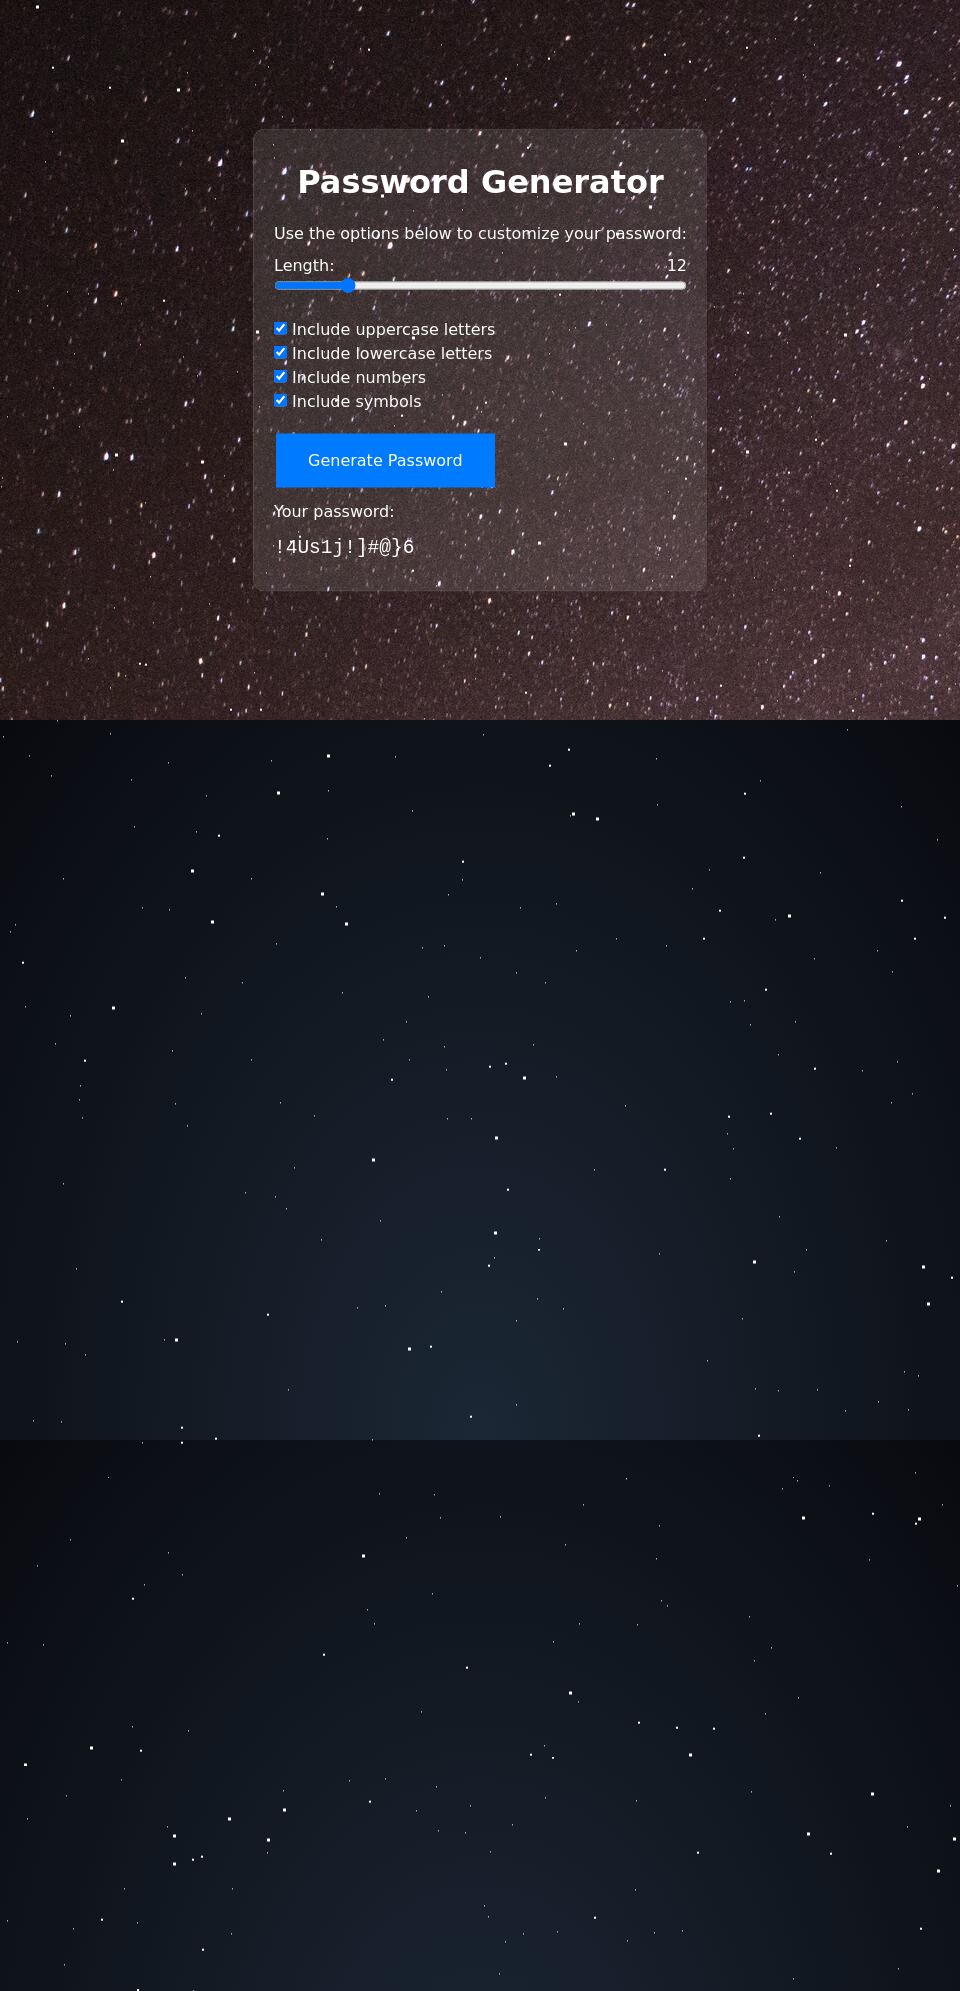 Password Generator
Use the options below to customize your password:
Length: 12
Include uppercase letters
Include lowercase letters
Include numbers
Include symbols
Generate Password
Your password:
!4Us1j!]#@}6